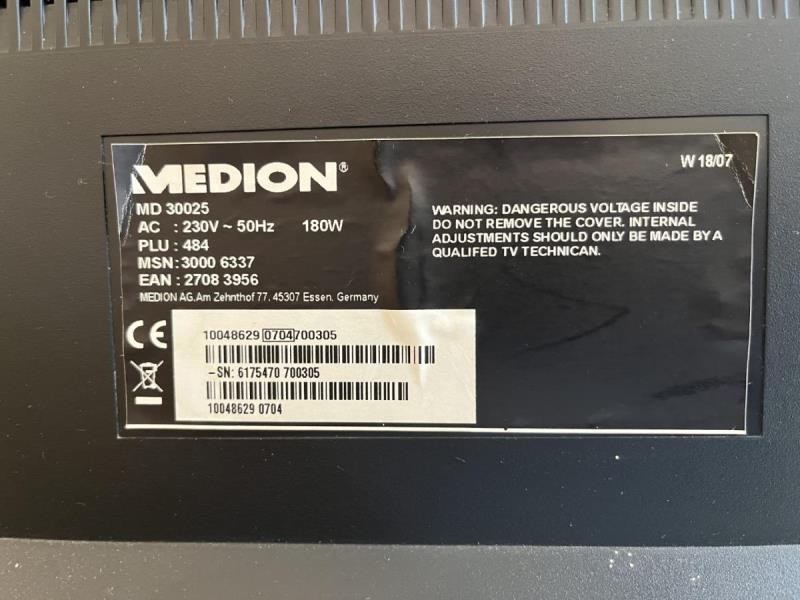 MEDION®
W 18/07
MD 30025
AC : 230V ~ 50Hz 180W
PLU : 484
MSN : 3000 6337
EAN : 2708 3956
MEDION AG, Am Zehnthof 77, 45307 Essen, Germany
WARNING: DANGEROUS VOLTAGE INSIDE
DO NOT REMOVE THE COVER. INTERNAL
ADJUSTMENTS SHOULD ONLY BE MADE BY A
QUALIFED TV TECHNICAN.
CE
10048629 0704 700305
-SN: 6175470 700305
10048629 0704